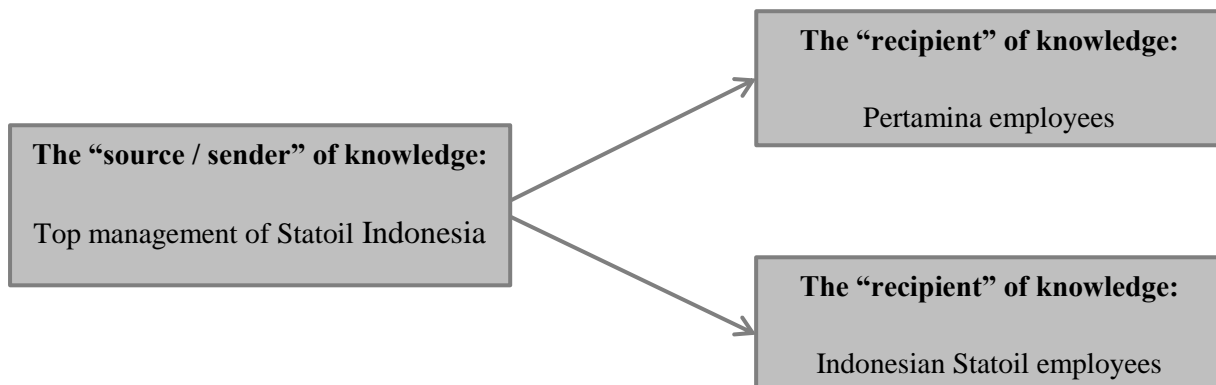 The “source / sender” of knowledge:
Top management of Statoil Indonesia
The “recipient” of knowledge:
Pertamina employees
The “recipient” of knowledge:
Indonesian Statoil employees